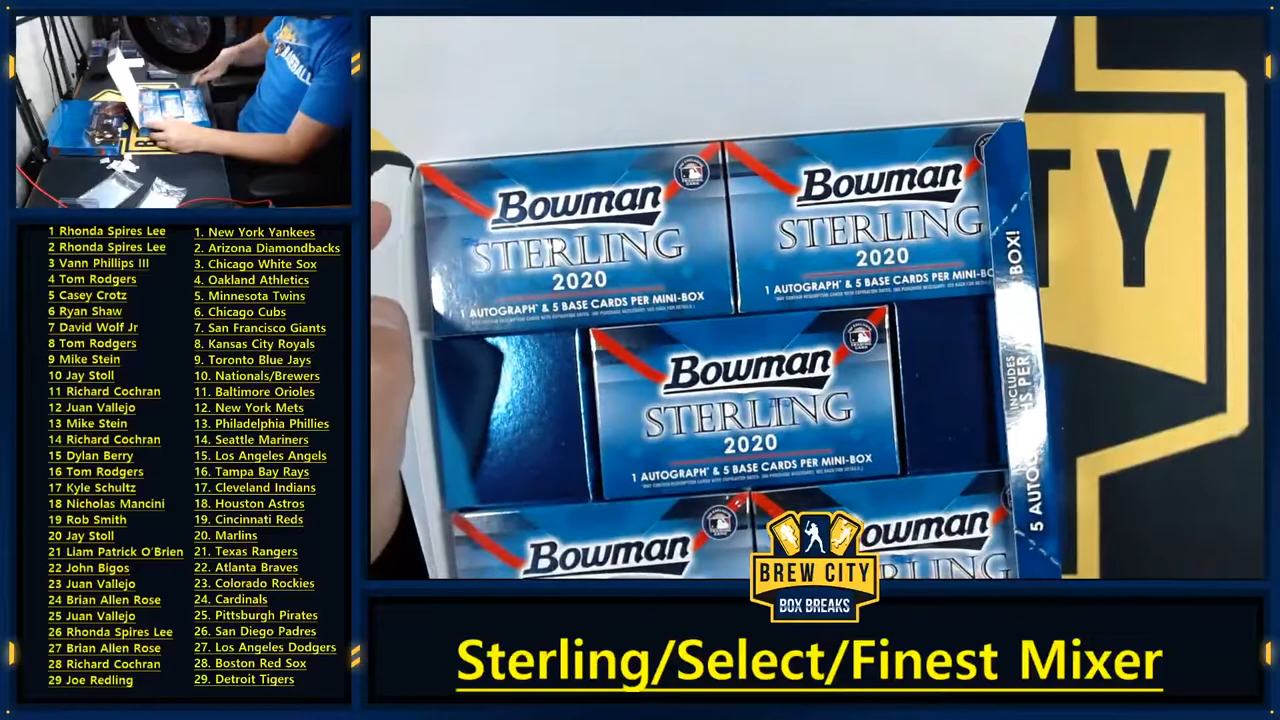 1 Rhonda Spires Lee
2 Rhonda Spires Lee
3 Vann Phillips III
4 Tom Rodgers
5 Casey Crotz
6 Ryan Shaw
7 David Wolf Jr
8 Tom Rodgers
9 Mike Stein
10 Jay Stoll
11 Richard Cochran
12 Juan Vallejo
13 Mike Stein
14 Richard Cochran
15 Dylan Berry
16 Tom Rodgers
17 Kyle Schultz
18 Nicholas Mancini
19 Rob Smith
20 Jay Stoll
21 Liam Patrick O'Brien
22 John Bigos
23 Juan Vallejo
24 Brian Allen Rose
25 Juan Vallejo
26 Rhonda Spires Lee
27 Brian Allen Rose
28 Richard Cochran
29 Joe Redling
1. New York Yankees
2. Arizona Diamondbacks
3. Chicago White Sox
4. Oakland Athletics
5. Minnesota Twins
6. Chicago Cubs
7. San Francisco Giants
8. Kansas City Royals
9. Toronto Blue Jays
10. Nationals/Brewers
11. Baltimore Orioles
12. New York Mets
13. Philadelphia Phillies
14. Seattle Mariners
15. Los Angeles Angels
16. Tampa Bay Rays
17. Cleveland Indians
18. Houston Astros
19. Cincinnati Reds
20. Marlins
21. Texas Rangers
22. Atlanta Braves
23. Colorado Rockies
24. Cardinals
25. Pittsburgh Pirates
26. San Diego Padres
27. Los Angeles Dodgers
28. Boston Red Sox
29. Detroit Tigers
Bowman
STERLING
2020
1 AUTOGRAPH* & 5 BASE CARDS PER MINI-BOX
Bowman
STERLING
2020
1 AUTOGRAPH* & 5 BASE CARDS PER MINI-BO
Bowman
STERLING
2020
1 AUTOGRAPH* & 5 BASE CARDS PER MINI-BOX
Bowman
owman
RLING
BOX!
INCLUDES
HS PER
5 AUTO
TY
BREW CITY
BOX BREAKS
Sterling/Select/Finest Mixer